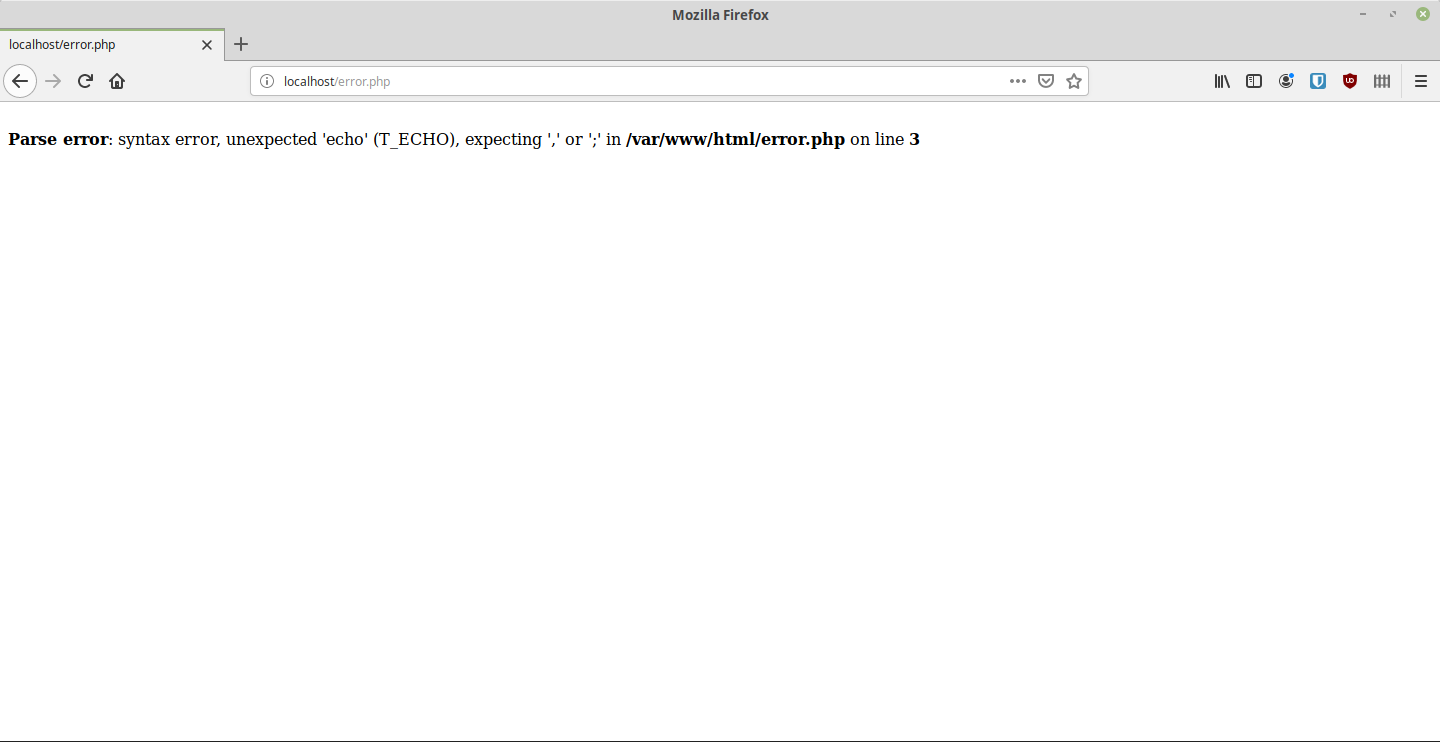 Mozilla Firefox
localhost/error.php
localhost/error.php
Parse error: syntax error, unexpected 'echo' (T_ECHO), expecting ',' or ';' in /var/www/html/error.php on line 3